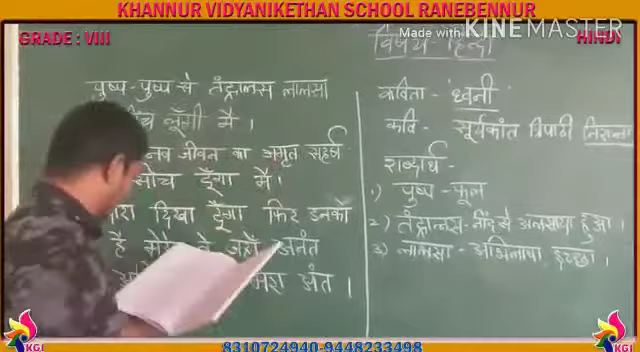 KHANNUR VIDYANIKETHAN SCHOOL RANEBENNUR
GRADE : VIII
Made with KINEMASTER
HINDI
विषय - हिन्दी
पुष्प - पुष्प से तंद्रालस लालसा
लूँगी मैं ।
नव जीवन का अमृत सहर्ष
सींच दूँगा मैं ।
दिखा दूँगा फिर उनको
है मेरे वे जहाँ अनंत
अंत ।
कविता - ध्वनी
कवि - सूर्यकांत त्रिपाठी निराला
शब्दार्थ -
1) पुष्प - फूल
2) तंद्रालस - नींद से अलसाया हुआ ।
3) लालसा - अभिलाषा, इच्छा ।
KGI
8310724940-9448233498
KGI